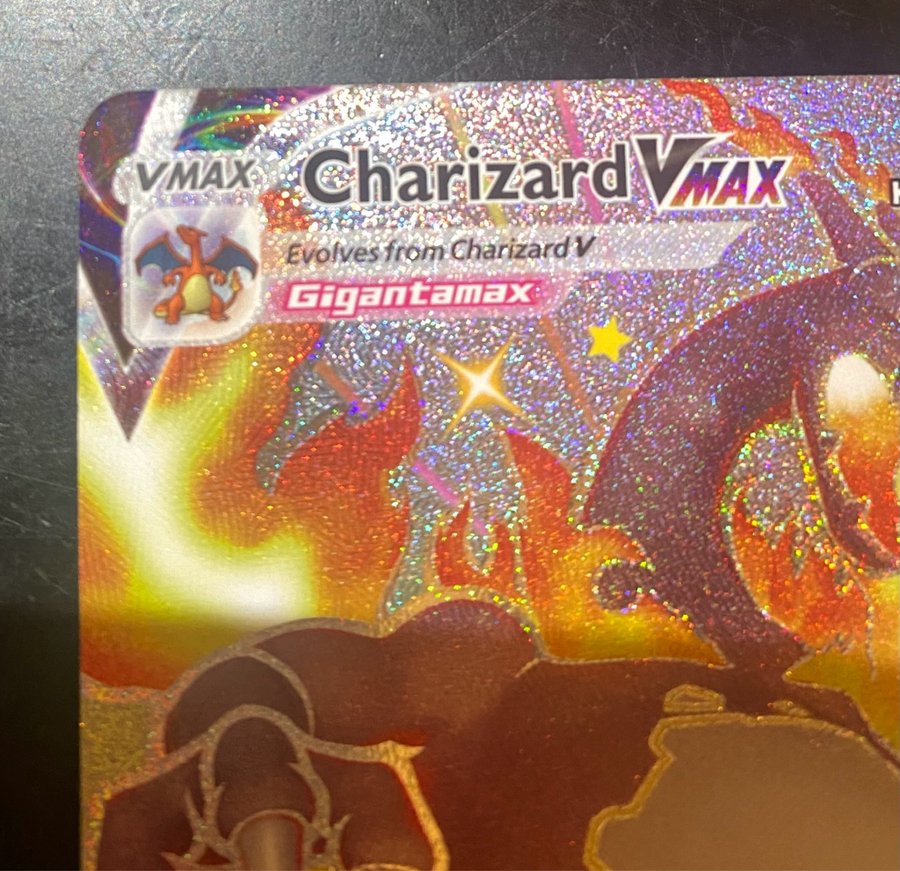 VMAX Charizard VMAX
Evolves from Charizard V
Gigantamax